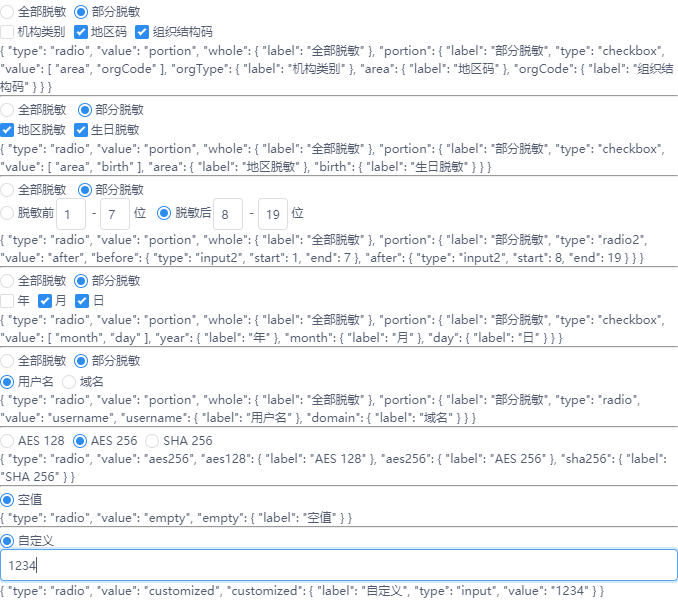 全部脱敏 部分脱敏
机构类别 地区码 组织结构码
{ "type": "radio", "value": "portion", "whole": { "label": "全部脱敏" }, "portion": { "label": "部分脱敏", "type": "checkbox",
"value": [ "area", "orgCode" ], "orgType": { "label": "机构类别" }, "area": { "label": "地区码" }, "orgCode": { "label": "组织结
构码" } } }
全部脱敏 部分脱敏
地区脱敏 生日脱敏
{ "type": "radio", "value": "portion", "whole": { "label": "全部脱敏" }, "portion": { "label": "部分脱敏", "type": "checkbox",
"value": [ "area", "birth" ], "area": { "label": "地区脱敏" }, "birth": { "label": "生日脱敏" } } }
全部脱敏 部分脱敏
脱敏前 1 - 7 位 脱敏后 8 - 19 位
{ "type": "radio", "value": "portion", "whole": { "label": "全部脱敏" }, "portion": { "label": "部分脱敏", "type": "radio2",
"value": "after", "before": { "type": "input2", "start": 1, "end": 7 }, "after": { "type": "input2", "start": 8, "end": 19 } } }
全部脱敏 部分脱敏
年 月 日
{ "type": "radio", "value": "portion", "whole": { "label": "全部脱敏" }, "portion": { "label": "部分脱敏", "type": "checkbox",
"value": [ "month", "day" ], "year": { "label": "年" }, "month": { "label": "月" }, "day": { "label": "日" } } }
全部脱敏 部分脱敏
用户名 域名
{ "type": "radio", "value": "portion", "whole": { "label": "全部脱敏" }, "portion": { "label": "部分脱敏", "type": "radio",
"value": "username", "username": { "label": "用户名" }, "domain": { "label": "域名" } } }
AES 128 AES 256 SHA 256
{ "type": "radio", "value": "aes256", "aes128": { "label": "AES 128" }, "aes256": { "label": "AES 256" }, "sha256": { "label":
"SHA 256" } }
空值
{ "type": "radio", "value": "empty", "empty": { "label": "空值" } }
自定义
1234
{ "type": "radio", "value": "customized", "customized": { "label": "自定义", "type": "input", "value": "1234" } }